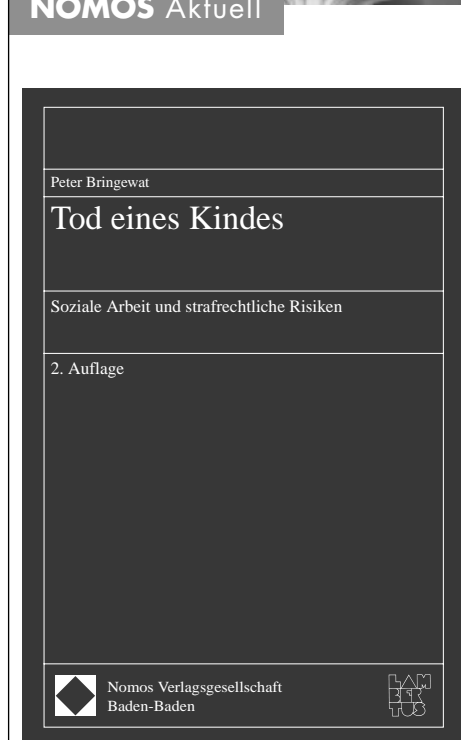 NOMOS Aktuell
Peter Bringewat
Tod eines Kindes
Soziale Arbeit und strafrechtliche Risiken
2. Auflage
Nomos Verlagsgesellschaft
Baden-Baden
LAM
BER
TUS